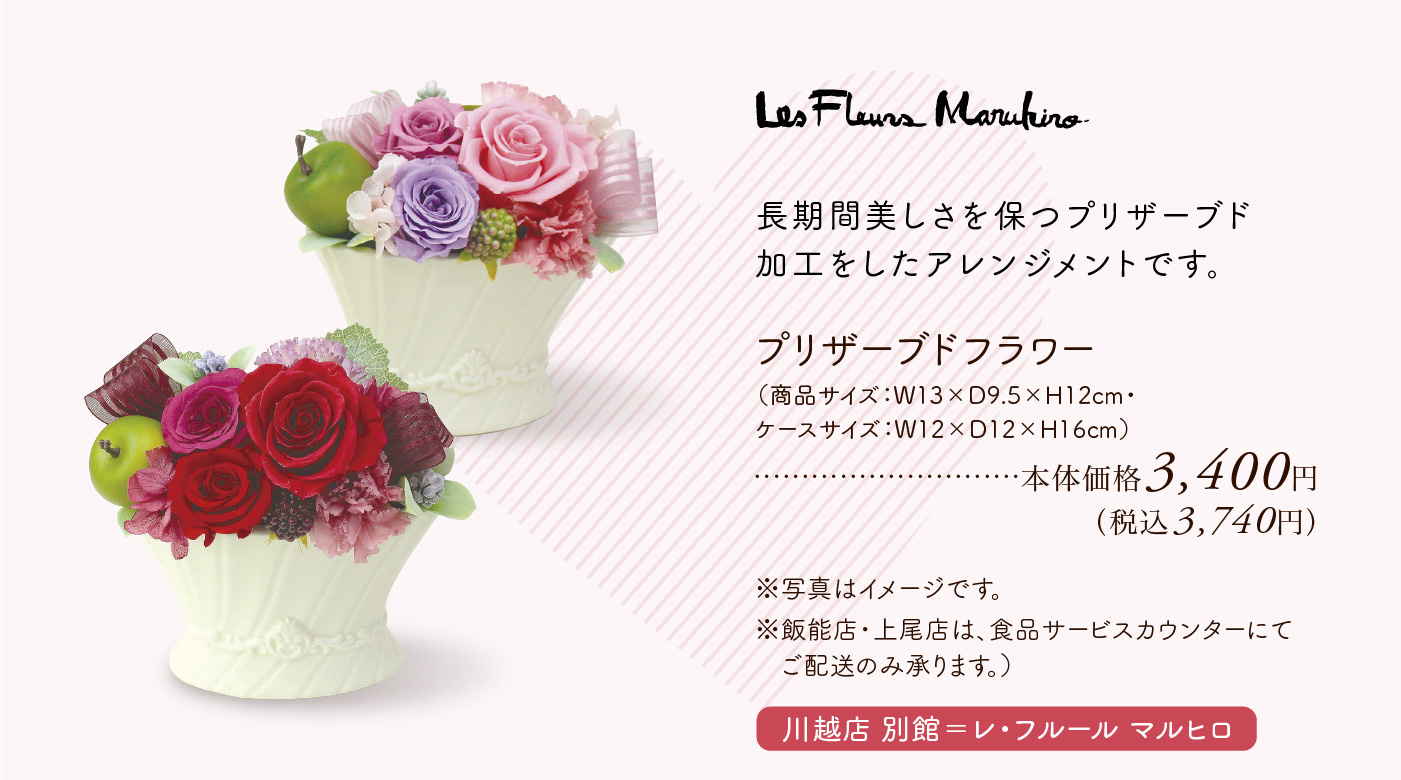 Les Fleurs Maruhiro
長期間美しさを保つプリザーブド
加工をしたアレンジメントです。
プリザーブドフラワー
（商品サイズ：W13×D9.5×H12cm・
ケースサイズ：W12×D12×H16cm）
…………………………本体価格3,400円
（税込3,740円）
※写真はイメージです。
※飯能店・上尾店は、食品サービスカウンターにて
ご配送のみ承ります。）
川越店 別館＝レ・フルール マルヒロ